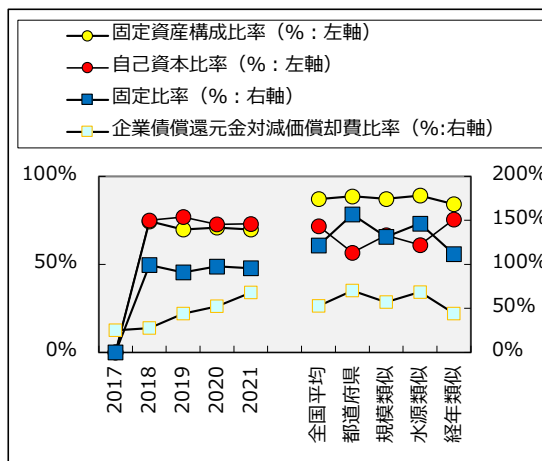 固定資産構成比率（%：左軸）
自己資本比率（%：左軸）
固定比率（%：右軸）
企業債償還元金対減価償却費比率（%:右軸）
100%
50%
0%
200%
150%
100%
50%
0%
2017
2018
2019
2020
2021
全国平均
都道府県
規模類似
水源類似
経年類似